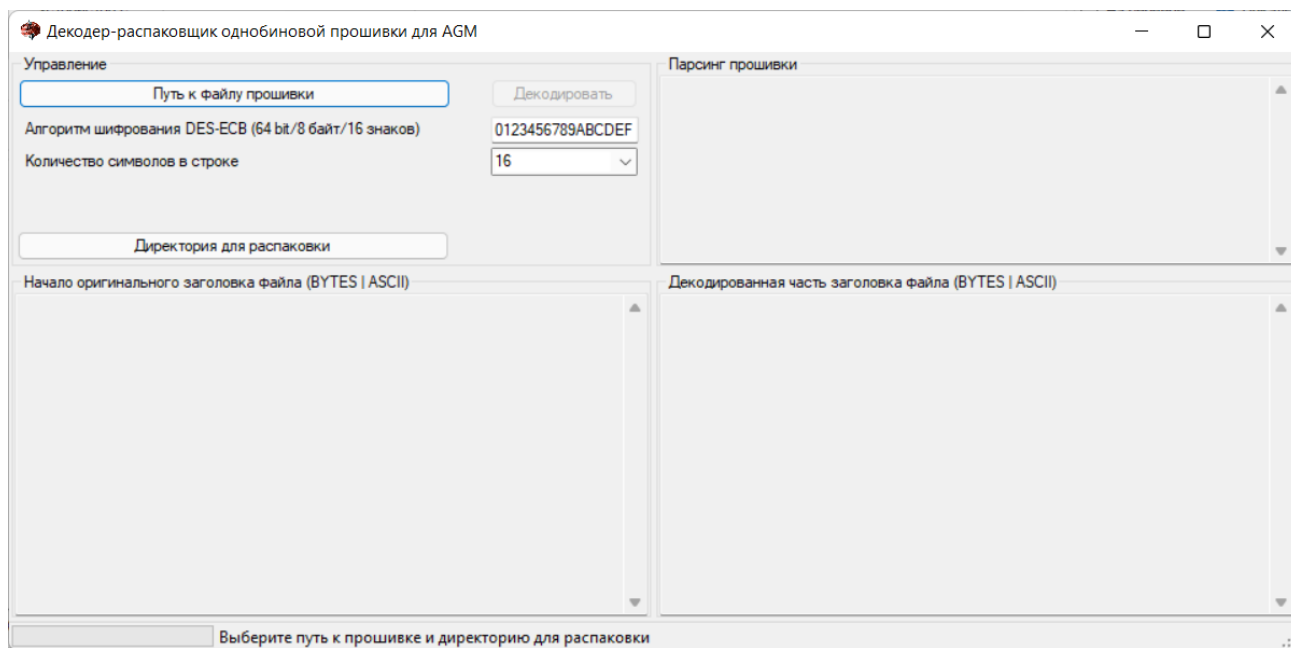 Декодер-распаковщик однобиновой прошивки для AGM
Управление
Путь к файлу прошивки
Декодировать
Алгоритм шифрования DES-ECB (64 bit/8 байт/16 знаков)
0123456789ABCDEF
Количество символов в строке
16
Директория для распаковки
Парсинг прошивки
Начало оригинального заголовка файла (BYTES | ASCII)
Декодированная часть заголовка файла (BYTES | ASCII)
Выберите путь к прошивке и директорию для распаковки